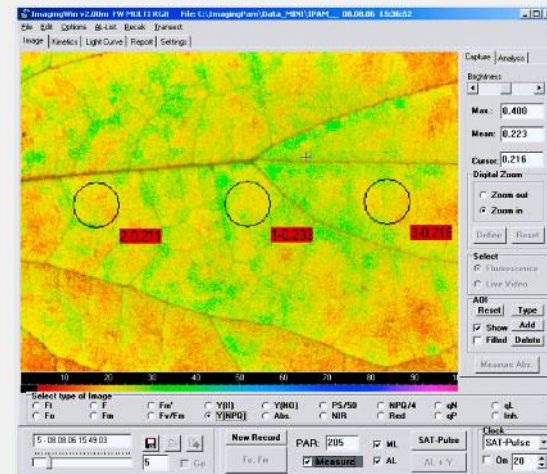 ImagingWin v2.00m FW MULTI RGB File: C:\ImagingPam\Data_MINI\IPAM__08.08.06 15:36:52
File Edit Options AL-List Recalc Transect
Image Kinetics Light Curve Report Settings
Capture Analysis
Brightness
Max.: 0.400
Mean: 0.223
Cursor: 0.216
Digital Zoom
Zoom out
Zoom in
Define Reset
Select
Fluorescence
Live Video
AOI
Reset Type
Show Add
Filled Delete
Measure Abs.
2-0.211 1-0.233 3-0.216
10 20 30 40 50 60 70 80 90
Select type of Image
Ft F Fm' Y(II) Y(NO) PS/50 NPQ/4 qN qL
Fo Fm Fv/Fm Y(NPQ) Abs. NIR Red qP Inh.
5 - 08.08.06 15:49:03
5 Go
New Record
Fo, Fm
PAR: 205
Measure
ML
AL
SAT-Pulse
AL + Y
Clock
SAT-Pulse
On 20